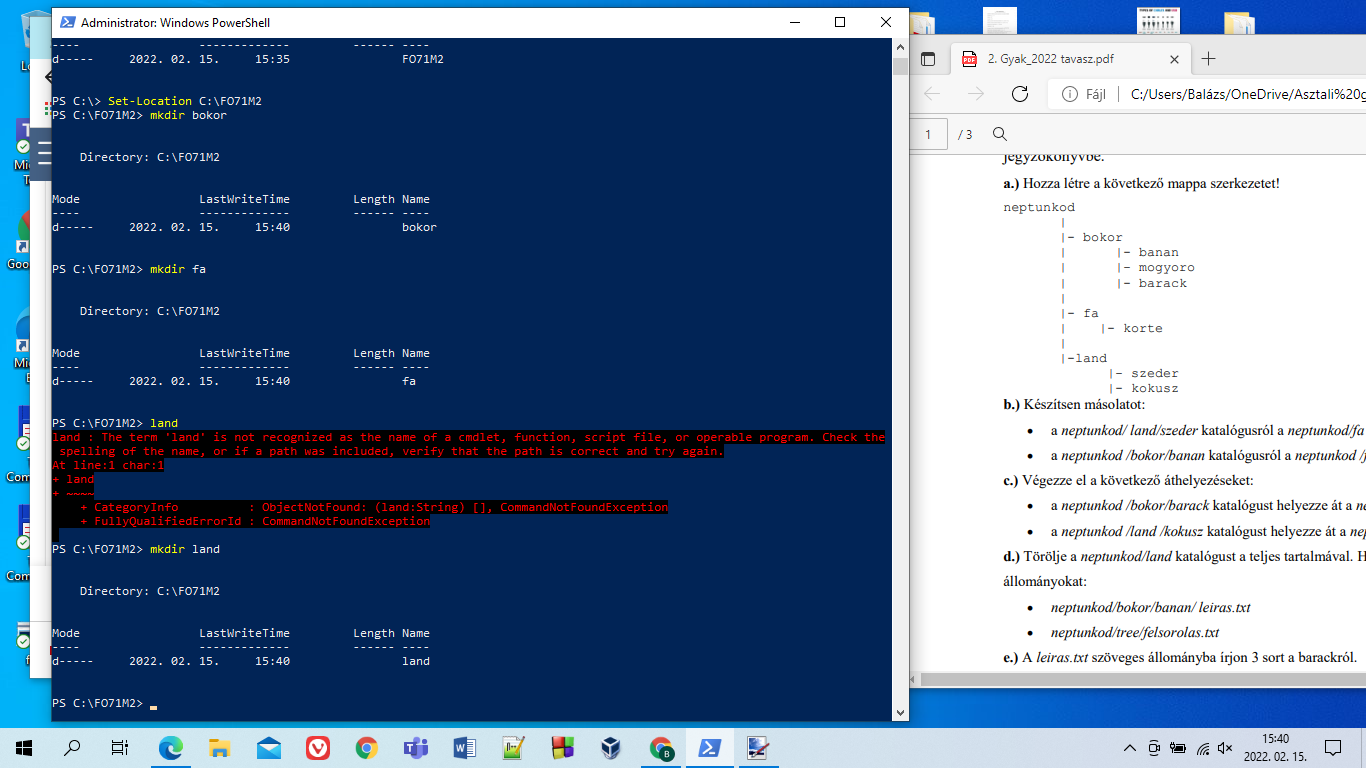 Administrator: Windows PowerShell
---- ------------- ------ ----
d----- 2022. 02. 15. 15:35 FO71M2
PS C:\> Set-Location C:\FO71M2
PS C:\FO71M2> mkdir bokor
Directory: C:\FO71M2
Mode LastWriteTime Length Name
---- ------------- ------ ----
d----- 2022. 02. 15. 15:40 bokor
PS C:\FO71M2> mkdir fa
Directory: C:\FO71M2
Mode LastWriteTime Length Name
---- ------------- ------ ----
d----- 2022. 02. 15. 15:40 fa
PS C:\FO71M2> land
land : The term 'land' is not recognized as the name of a cmdlet, function, script file, or operable program. Check the
spelling of the name, or if a path was included, verify that the path is correct and try again.
At line:1 char:1
+ land
+ ~~~~
+ CategoryInfo : ObjectNotFound: (land:String) [], CommandNotFoundException
+ FullyQualifiedErrorId : CommandNotFoundException
PS C:\FO71M2> mkdir land
Directory: C:\FO71M2
Mode LastWriteTime Length Name
---- ------------- ------ ----
d----- 2022. 02. 15. 15:40 land
PS C:\FO71M2>
2. Gyak_2022 tavasz.pdf
Fájl | C:/Users/Balázs/OneDrive/Asztali%20g
1 / 3
jegyzőkönyvbe.
a.) Hozza létre a következő mappa szerkezetet!
neptunkod
|
|- bokor
| |- banan
| |- mogyoro
| |- barack
|
|- fa
| |- korte
|
|-land
|- szeder
|- kokusz
b.) Készítsen másolatot:
• a neptunkod/ land/szeder katalógusról a neptunkod/fa
• a neptunkod /bokor/banan katalógusról a neptunkod /f
c.) Végezze el a következő áthelyezéseket:
• a neptunkod /bokor/barack katalógust helyezze át a ne
• a neptunkod /land /kokusz katalógust helyezze át a nep
d.) Törölje a neptunkod/land katalógust a teljes tartalmával. H
állományokat:
• neptunkod/bokor/banan/ leiras.txt
• neptunkod/tree/felsorolas.txt
e.) A leiras.txt szöveges állományba írjon 3 sort a barackról.
15:40
2022. 02. 15.